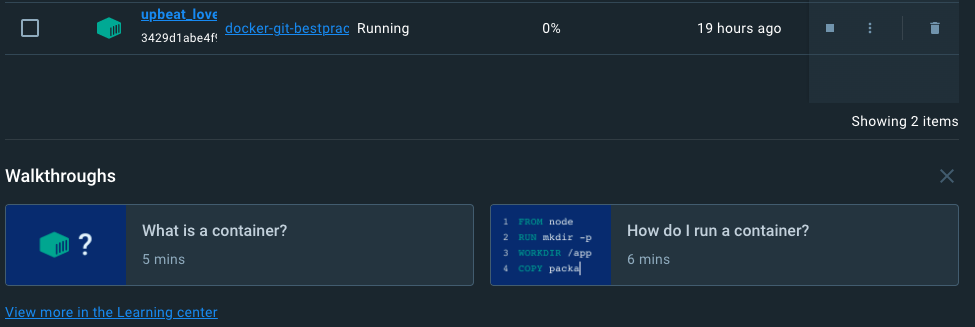 upbeat_love
3429d1abe4f9
docker-git-bestprac
Running
0%
19 hours ago
Showing 2 items
Walkthroughs
?
What is a container?
5 mins
1 FROM node
2 RUN mkdir -p
3 WORKDIR /app
4 COPY packa
How do I run a container?
6 mins
View more in the Learning center